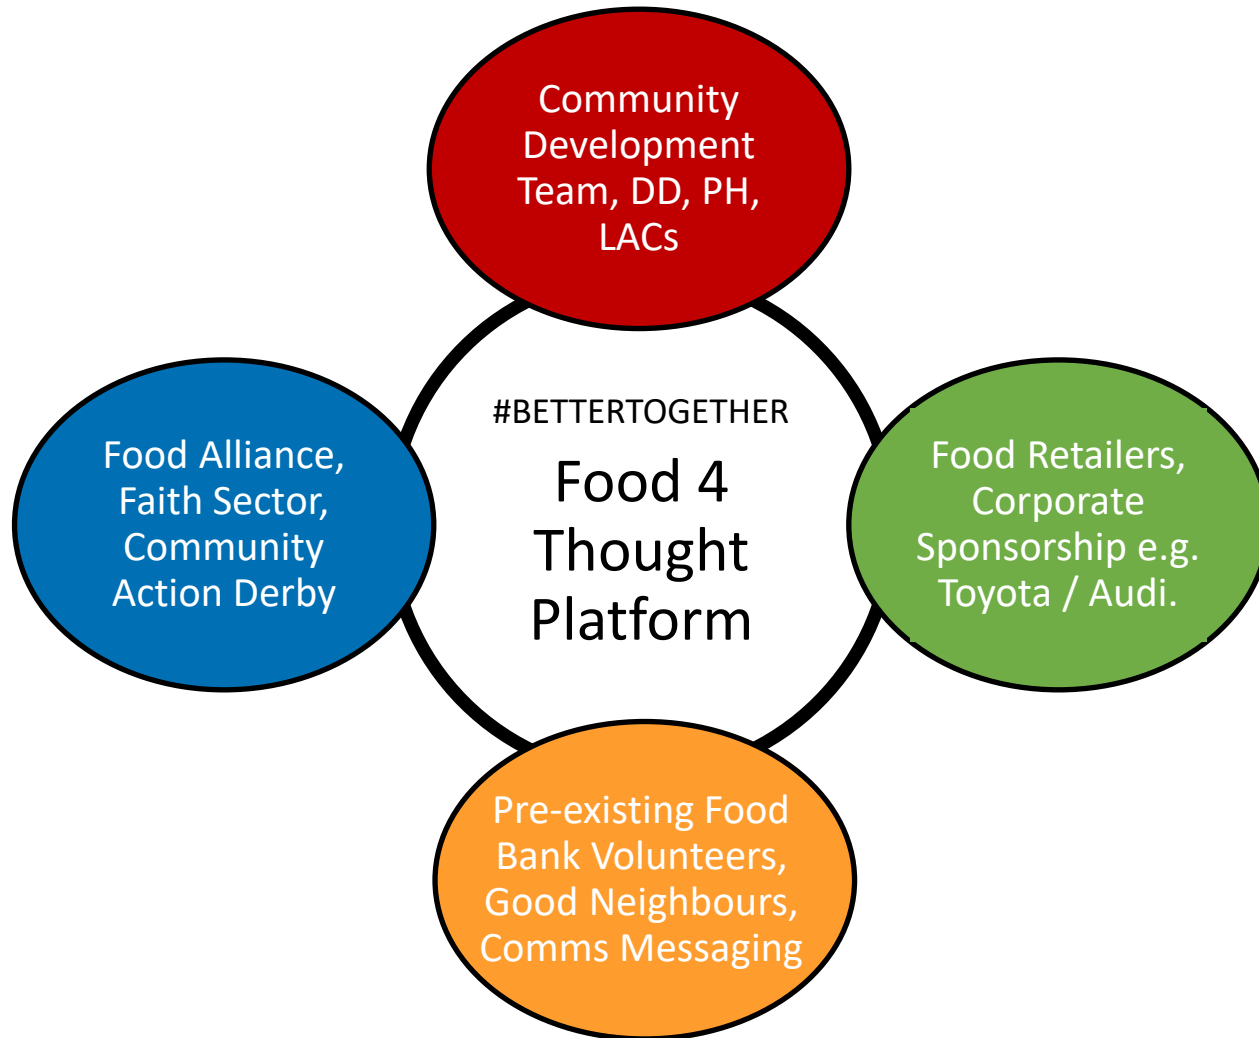 Community
Development
Team, DD, PH,
LACs
#BETTERTOGETHER
Food 4
Thought
Platform
Food Alliance,
Faith Sector,
Community
Action Derby
Food Retailers,
Corporate
Sponsorship e.g.
Toyota / Audi.
Pre-existing Food
Bank Volunteers,
Good Neighbours,
Comms Messaging